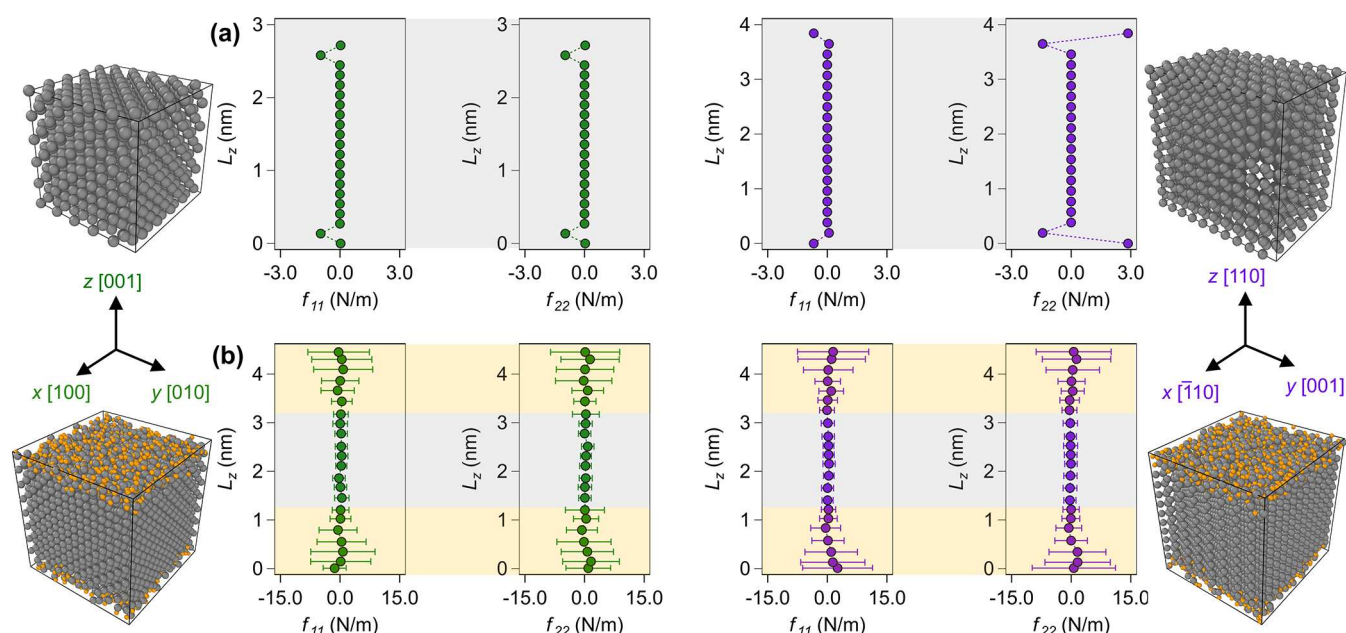 (a)
3
2
1
0
L_z (nm)
-3.0 0.0 3.0
f_11 (N/m)
3
2
1
0
L_z (nm)
-3.0 0.0 3.0
f_22 (N/m)
4
3
2
1
0
L_z (nm)
-3.0 0.0 3.0
f_11 (N/m)
4
3
2
1
0
L_z (nm)
-3.0 0.0 3.0
f_22 (N/m)
z [001]
x [100]
y [010]
z [110]
x [1̅10]
y [001]
(b)
4
3
2
1
0
L_z (nm)
-15.0 0.0 15.0
f_11 (N/m)
4
3
2
1
0
L_z (nm)
-15.0 0.0 15.0
f_22 (N/m)
4
3
2
1
0
L_z (nm)
-15.0 0.0 15.0
f_11 (N/m)
4
3
2
1
0
L_z (nm)
-15.0 0.0 15.0
f_22 (N/m)